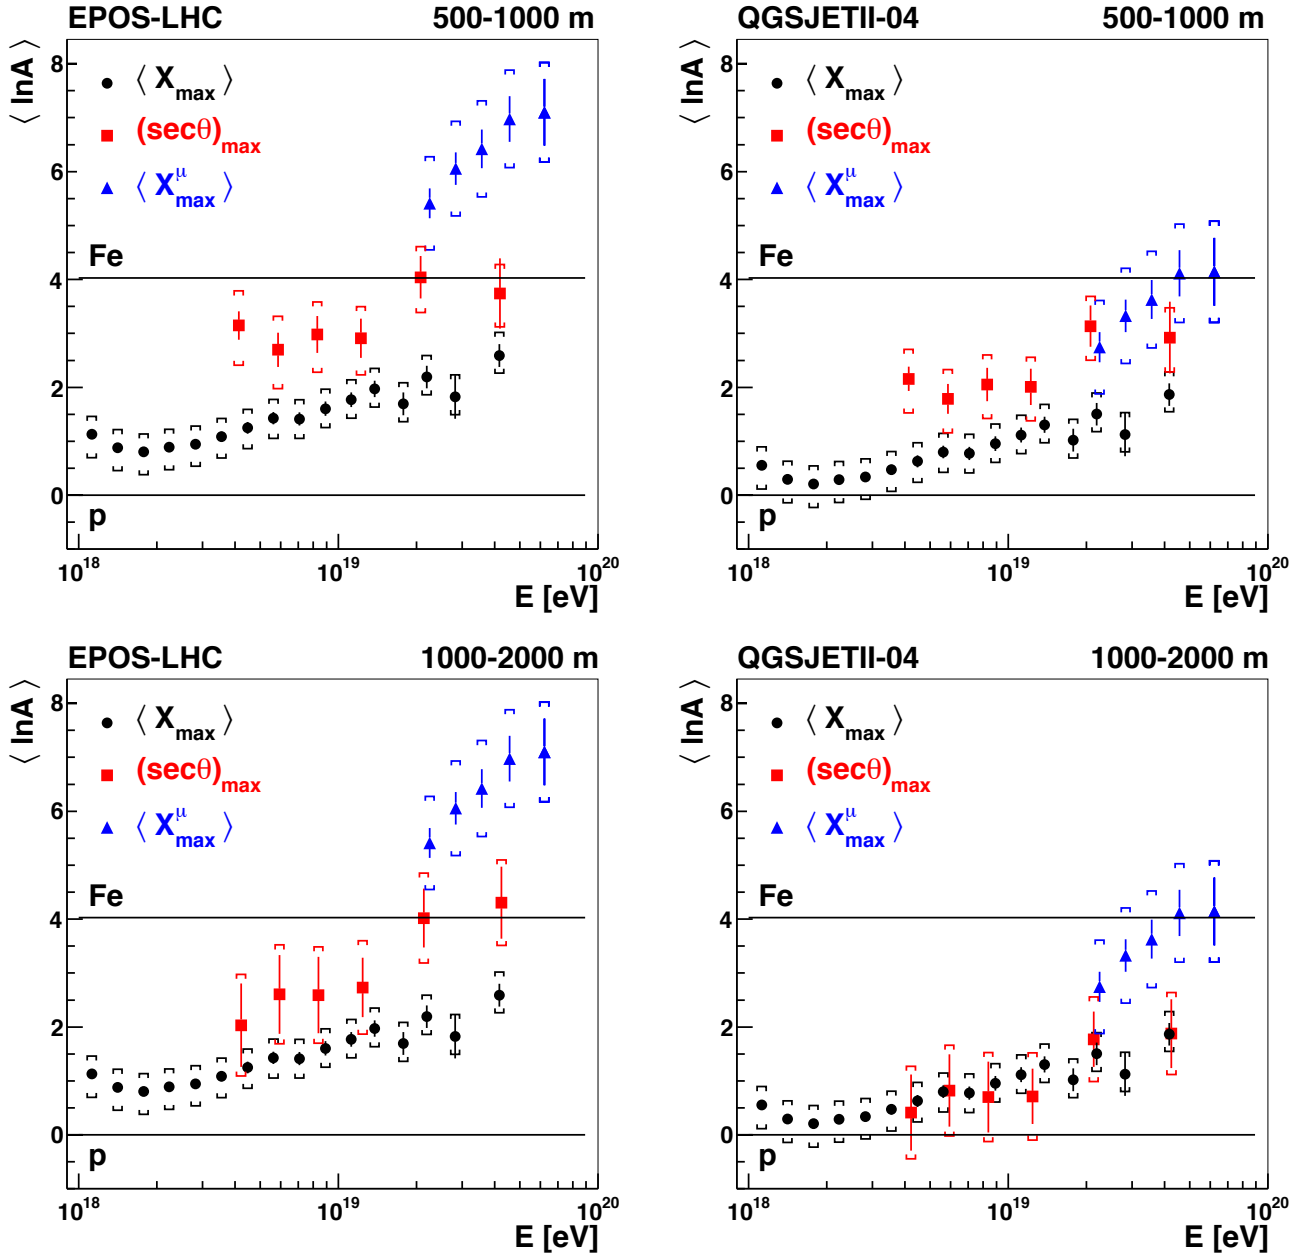 EPOS-LHC 500-1000 m
⟨ lnA ⟩
8
6
4
2
0
⟨ X_max ⟩
(secθ)_max
⟨ X^μ_max ⟩
Fe
p
10^18 10^19 10^20
E [eV]
QGSJETII-04 500-1000 m
⟨ lnA ⟩
8
6
4
2
0
⟨ X_max ⟩
(secθ)_max
⟨ X^μ_max ⟩
Fe
p
10^18 10^19 10^20
E [eV]
EPOS-LHC 1000-2000 m
⟨ lnA ⟩
8
6
4
2
0
⟨ X_max ⟩
(secθ)_max
⟨ X^μ_max ⟩
Fe
p
10^18 10^19 10^20
E [eV]
QGSJETII-04 1000-2000 m
⟨ lnA ⟩
8
6
4
2
0
⟨ X_max ⟩
(secθ)_max
⟨ X^μ_max ⟩
Fe
p
10^18 10^19 10^20
E [eV]